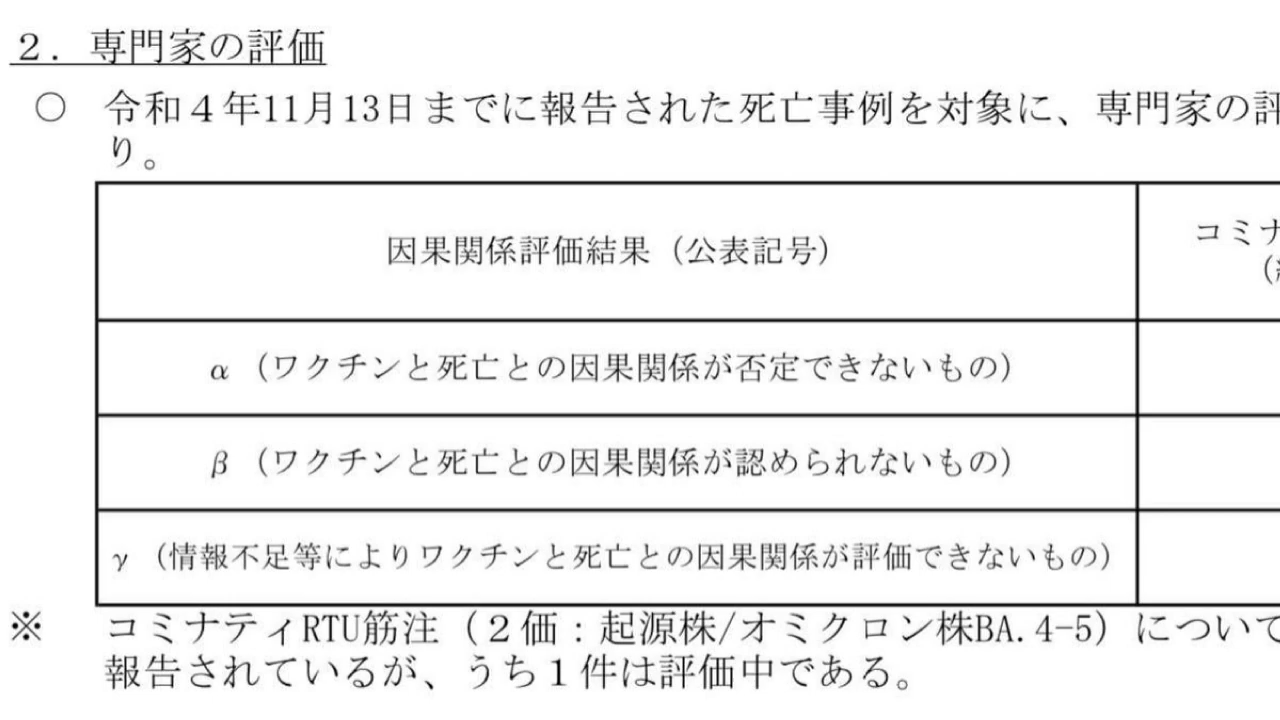 ２．専門家の評価
○ 令和４年11月13日までに報告された死亡事例を対象に、専門家の評
り。
因果関係評価結果（公表記号）
コミナ
（
α（ワクチンと死亡との因果関係が否定できないもの）
β（ワクチンと死亡との因果関係が認められないもの）
γ（情報不足等によりワクチンと死亡との因果関係が評価できないもの）
※ コミナティRTU筋注（２価：起源株/オミクロン株BA.4-5）について
報告されているが、うち１件は評価中である。